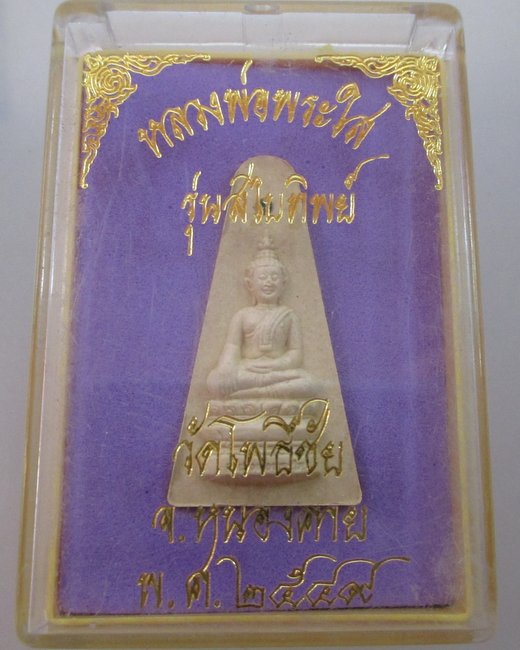 หลวงพ่อพระใส
รุ่นสไบทิพย์
วัดโพธิ์ชัย
จ.หนองคาย
พ.ศ.๒๕๔๙